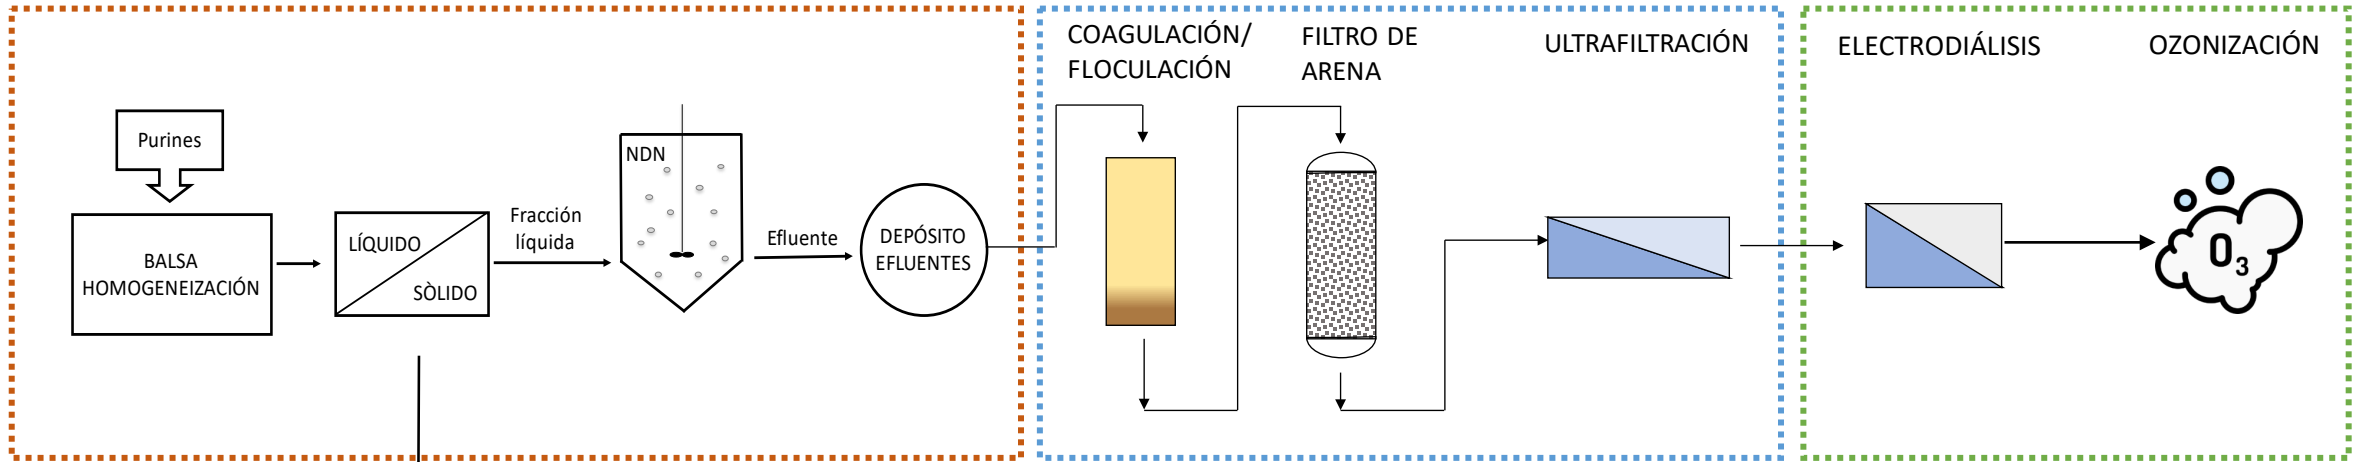 COAGULACIÓN/
FLOCULACIÓN
FILTRO DE
ARENA
ULTRAFILTRACIÓN
ELECTRODIÁLISIS
OZONIZACIÓN
Purines
BALSA
HOMOGENEIZACIÓN
LÍQUIDO
SÒLIDO
Fracción
líquida
NDN
Efluente
DEPÓSITO
EFLUENTES
O3